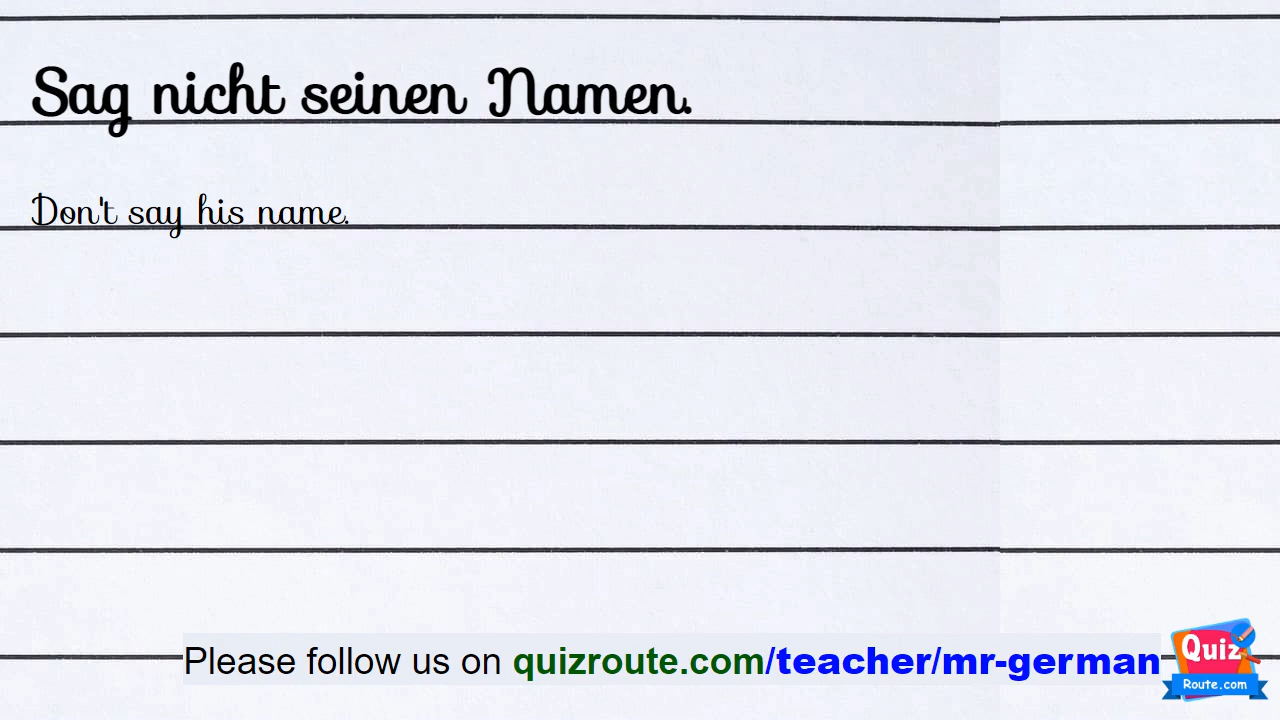 Sag nicht seinen Namen.
Don't say his name.
Please follow us on quizroute.com/teacher/mr-german
Quiz
Route.com